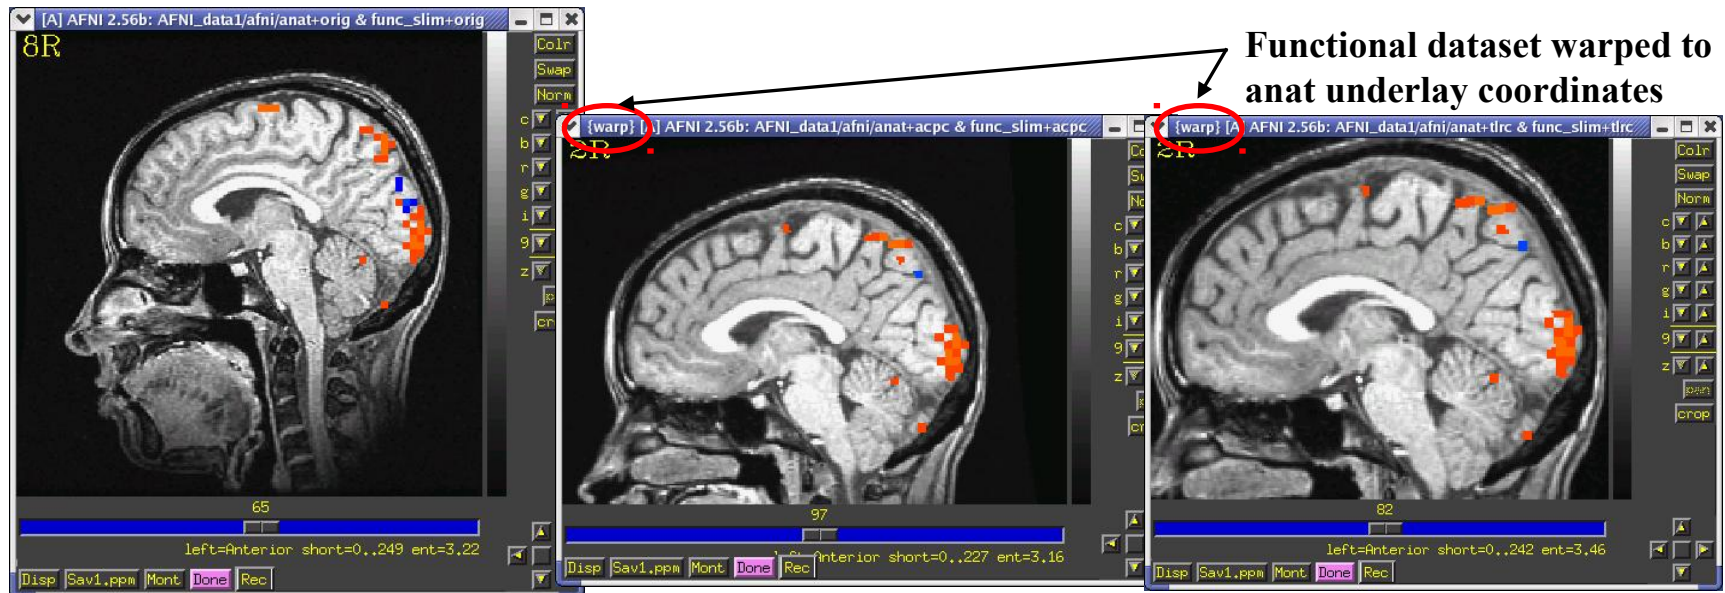 [A] AFNI 2.56b: AFNI_data1/afni/anat+orig & func_slim+orig
8R
Colr
Swap
Norm
c
b
r
g
i
9
z
65
left=Anterior short=0..249 ent=3.22
Disp Sav1.ppm Mont Done Rec
Functional dataset warped to
anat underlay coordinates
{warp} [A] AFNI 2.56b: AFNI_data1/afni/anat+acpc & func_slim+acpc
2R
c
b
r
g
i
9
z
97
Anterior short=0..227 ent=3.16
Disp Sav1.ppm Mont Done Rec
{warp} [A] AFNI 2.56b: AFNI_data1/afni/anat+tlrc & func_slim+tlrc
2R
Colr
Swap
Norm
c
b
r
g
i
9
z
pan
crop
82
left=Anterior short=0..242 ent=3.46
Disp Sav1.ppm Mont Done Rec